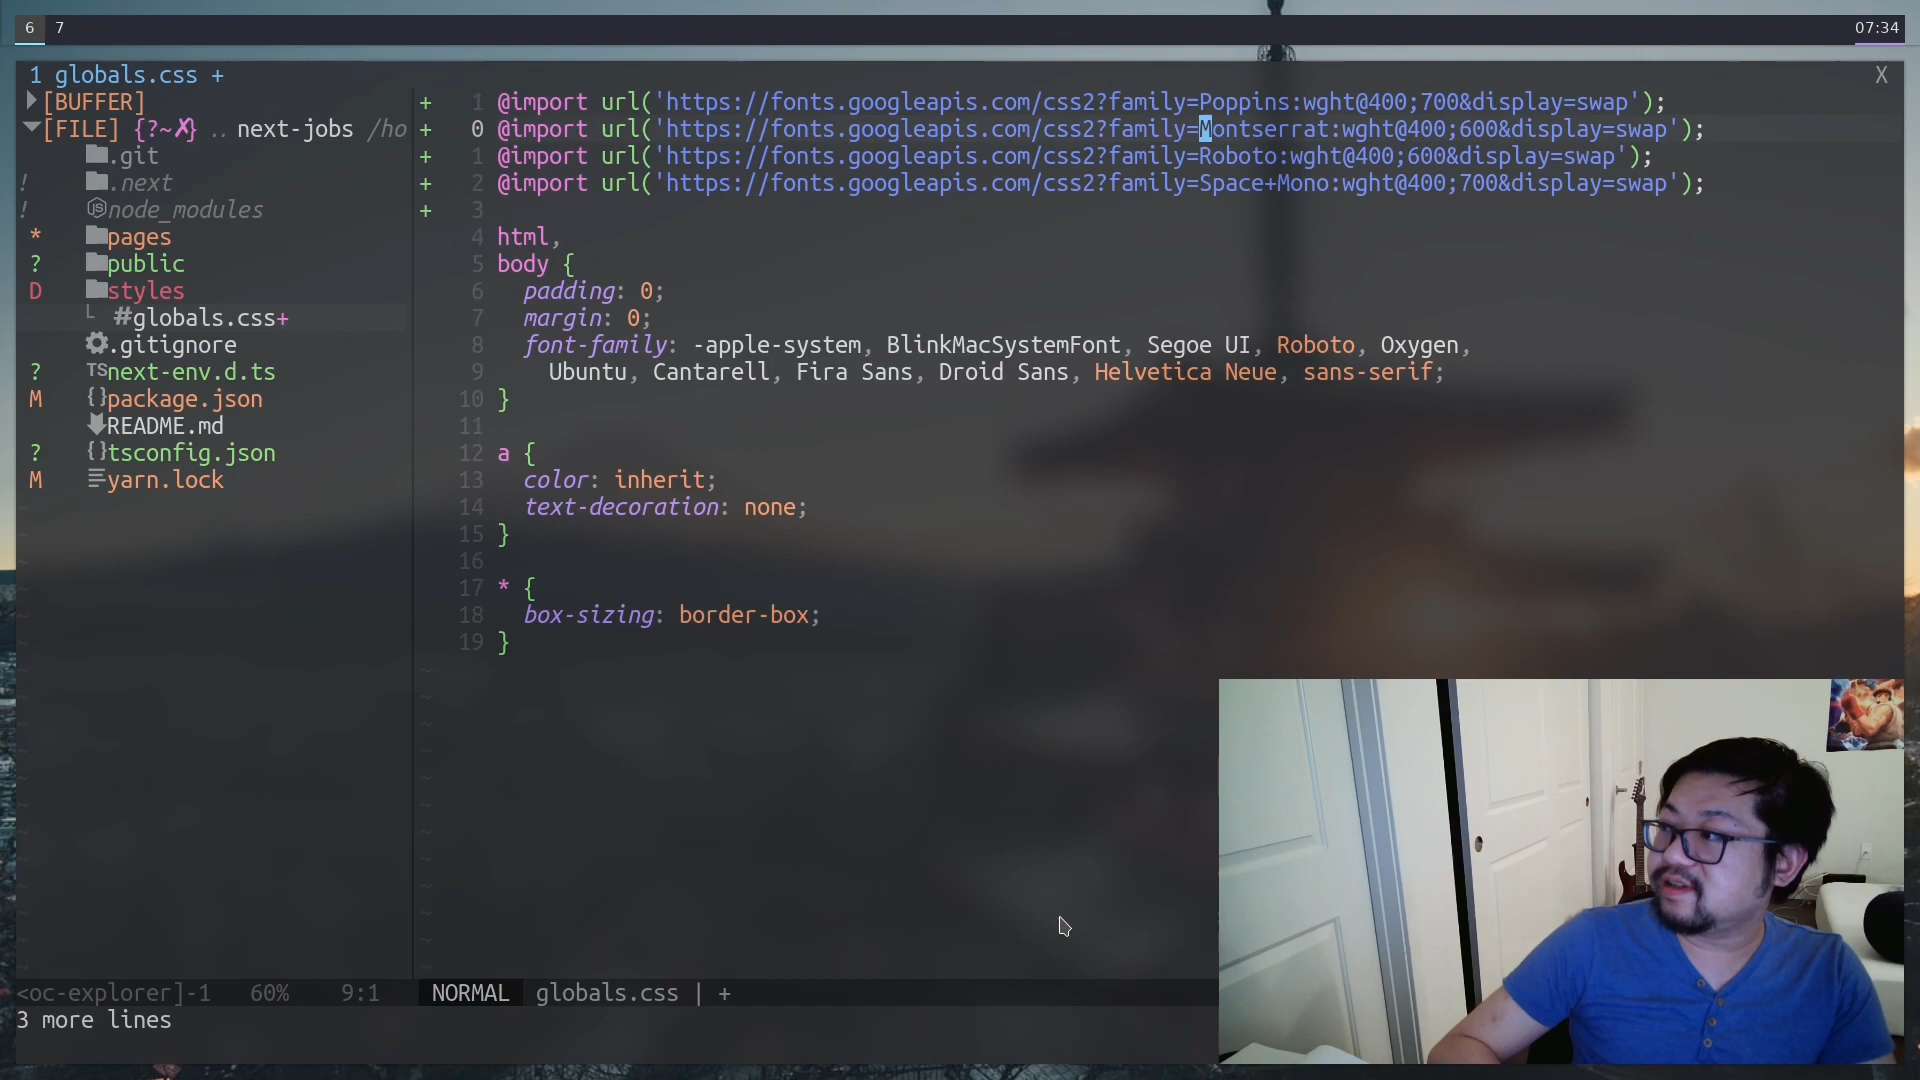 6 7 07:34
1 globals.css + X
[BUFFER]
[FILE] {?~✗} .. next-jobs /ho
.git
! .next
! node_modules
* pages
? public
D styles
└ #globals.css+
.gitignore
? TSnext-env.d.ts
M {}package.json
README.md
? {}tsconfig.json
M yarn.lock
+ 1 @import url('https://fonts.googleapis.com/css2?family=Poppins:wght@400;700&display=swap');
+ 0 @import url('https://fonts.googleapis.com/css2?family=Montserrat:wght@400;600&display=swap');
+ 1 @import url('https://fonts.googleapis.com/css2?family=Roboto:wght@400;600&display=swap');
+ 2 @import url('https://fonts.googleapis.com/css2?family=Space+Mono:wght@400;700&display=swap');
+ 3
4 html,
5 body {
6 padding: 0;
7 margin: 0;
8 font-family: -apple-system, BlinkMacSystemFont, Segoe UI, Roboto, Oxygen,
9 Ubuntu, Cantarell, Fira Sans, Droid Sans, Helvetica Neue, sans-serif;
10 }
11
12 a {
13 color: inherit;
14 text-decoration: none;
15 }
16
17 * {
18 box-sizing: border-box;
19 }
<oc-explorer]-1 60% 9:1 NORMAL globals.css | +
3 more lines